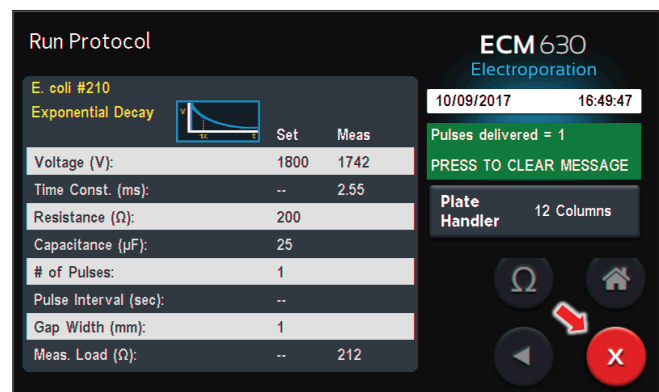 Run Protocol
E. coli #210
Exponential Decay
V
τc t
Set Meas
Voltage (V): 1800 1742
Time Const. (ms): -- 2.55
Resistance (Ω): 200
Capacitance (µF): 25
# of Pulses: 1
Pulse Interval (sec): --
Gap Width (mm): 1
Meas. Load (Ω): -- 212
ECM 630
Electroporation
10/09/2017 16:49:47
Pulses delivered = 1
PRESS TO CLEAR MESSAGE
Plate
Handler
12 Columns
Ω
X